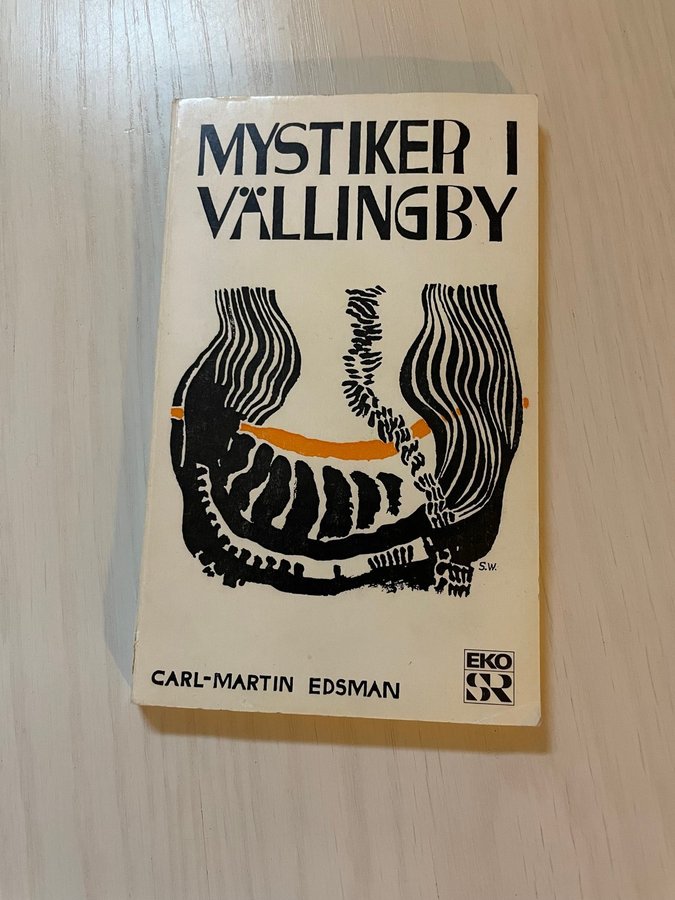 MYSTIKER I
VÄLLINGBY
S.W.
CARL-MARTIN EDSMAN
EKO
SR